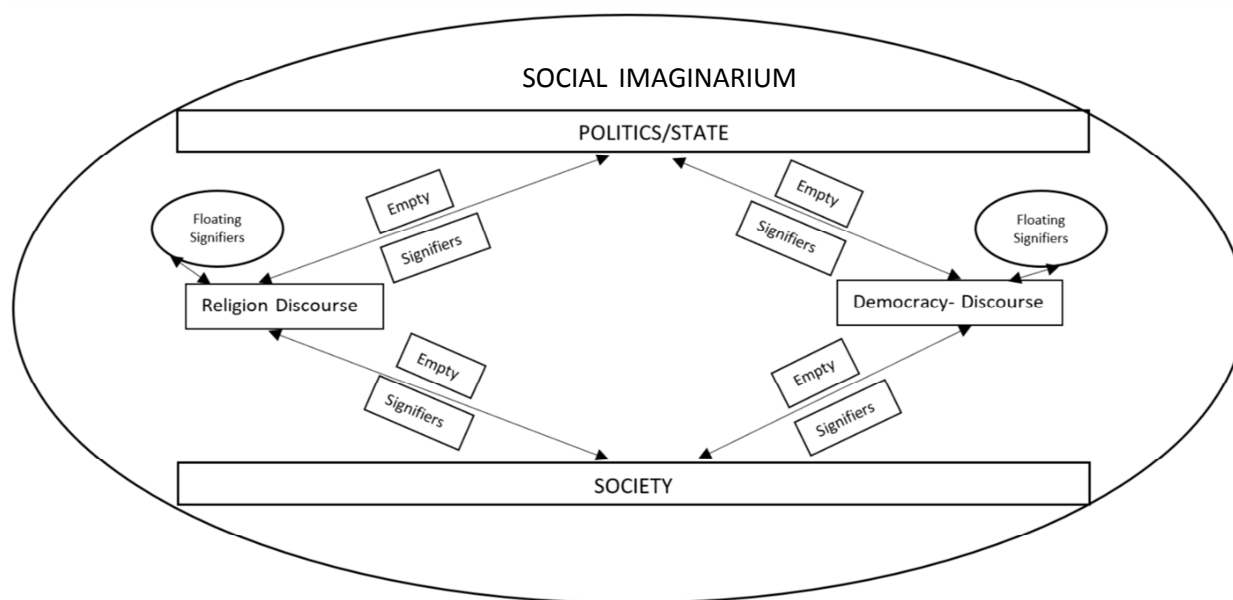 SOCIAL IMAGINARIUM
POLITICS/STATE
Empty
Signifiers
Empty
Signifiers
Floating
Signifiers
Floating
Signifiers
Religion Discourse
Democracy- Discourse
Empty
Signifiers
Empty
Signifiers
SOCIETY